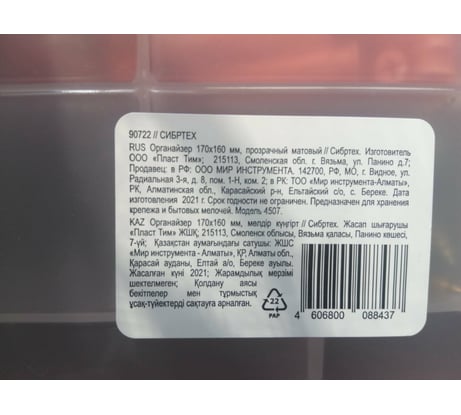 90722 // СИБРТЕХ
RUS Органайзер 170х160 мм, прозрачный матовый // Сибртех. Изготовитель
ООО «Пласт Тим»; 215113, Смоленская обл. г. Вязьма, ул. Панино д.7;
Продавец: в РФ: ООО МИР ИНСТРУМЕНТА, 142700, РФ, МО, г. Видное, ул.
Радиальная 3-я, д. 8, пом. 1-Н, ком. 2; в РК: ТОО «Мир инструмента-Алматы»,
РК, Алматинская обл., Карасайский р-н, Ельтайский с/о, с. Береке. Дата
изготовления 2021 г. Срок годности не ограничен. Предназначен для хранения
крепежа и бытовых мелочей. Модель 4507.
KAZ Органайзер 170х160 мм, мөлдір күңгірт // Сибртех. Жасап шығарушы
«Пласт Тим» ЖШҚ; 215113, Смоленск облысы, Вязьма қаласы, Панино көшесі,
7-үй; Қазақстан аумағындағы сатушы: ЖШС
«Мир инструмента - Алматы», ҚР, Алматы обл.,
Қарасай ауданы, Елтай а/о, Береке ауылы.
Жасалған күні 2021; Жарамдылық мерзімі
шектелмеген; Қолдану аясы
бекітпелер мен тұрмыстық
ұсақ-түйектерді сақтауға арналған.
22
PAP
4 606800 088437